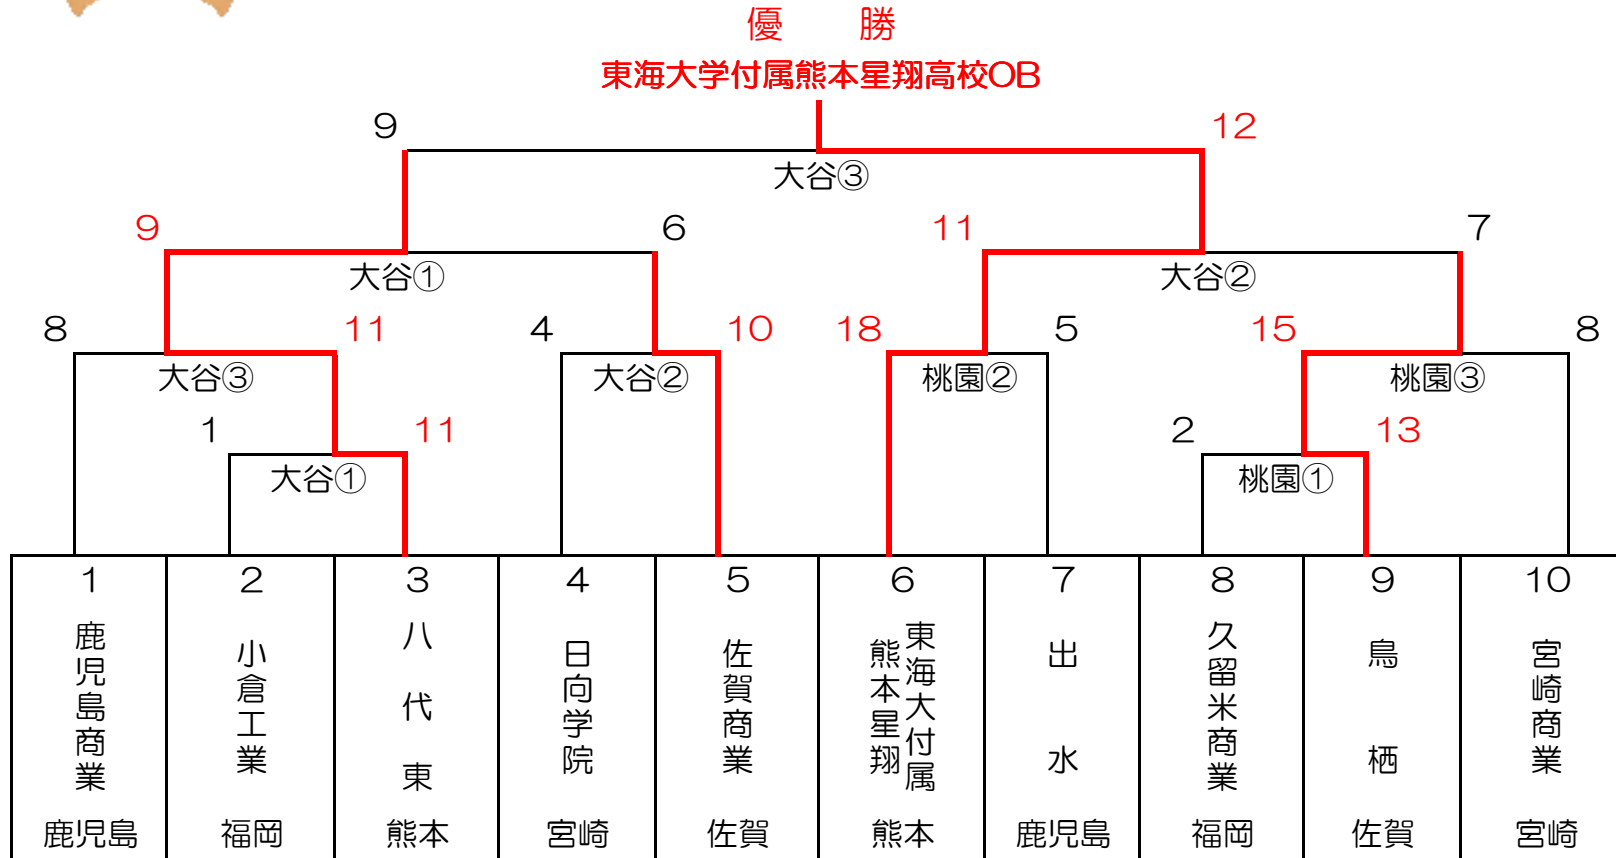 優 勝
東海大学付属熊本星翔高校OB
9 12
大谷③
9 6 11 7
大谷① 大谷②
8 11 4 10 18 5 15 8
大谷③ 大谷② 桃園② 桃園③
1 11 2 13
大谷① 桃園①
1 2 3 4 5 6 7 8 9 10
鹿児島商業
小倉工業
八代東
日向学院
佐賀商業
東海大付属
熊本星翔
出水
久留米商業
鳥栖
宮崎商業
鹿児島 福岡 熊本 宮崎 佐賀 熊本 鹿児島 福岡 佐賀 宮崎